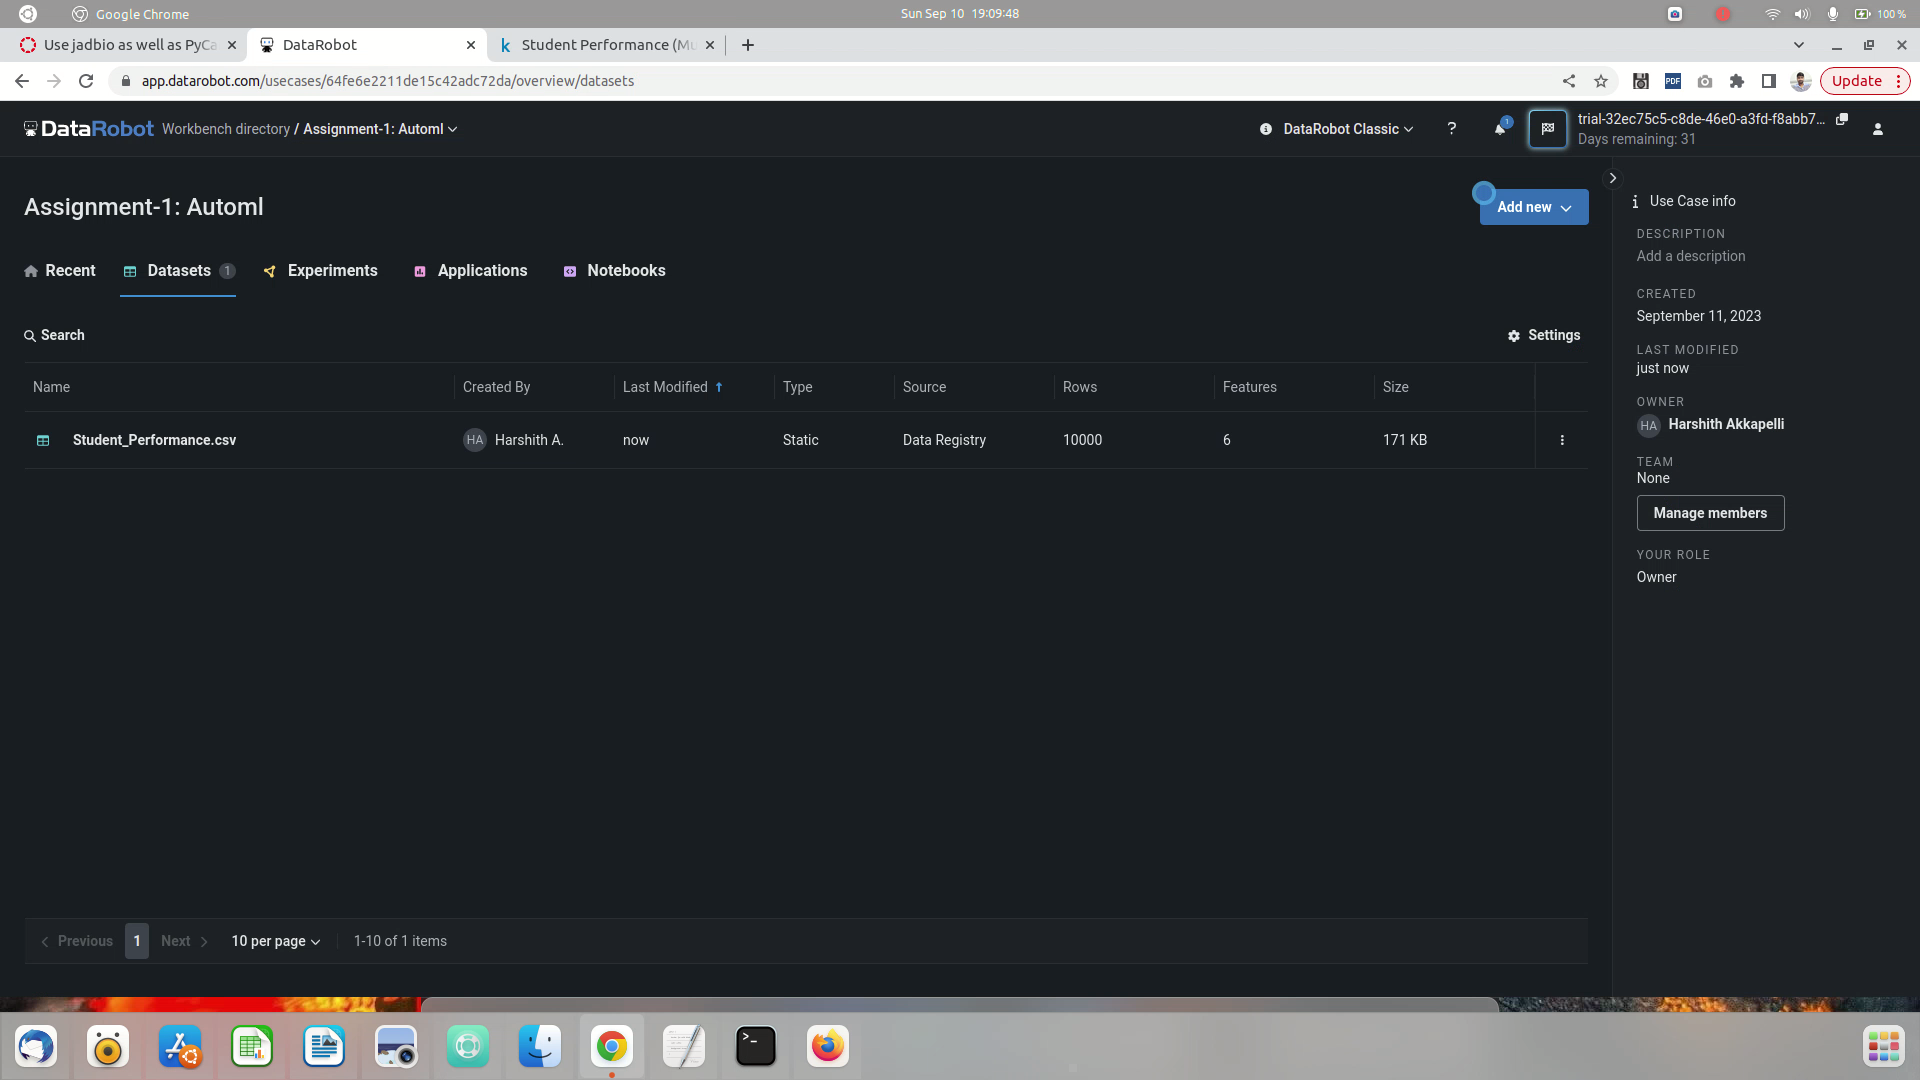 Google Chrome
Sun Sep 10 19:09:48
100 %
Use jadbio as well as PyCa
DataRobot
Student Performance (Mu
app.datarobot.com/usecases/64fe6e2211de15c42adc72da/overview/datasets
PDF
Update
DataRobot
Workbench directory / Assignment-1: Automl
DataRobot Classic
?
1
trial-32ec75c5-c8de-46e0-a3fd-f8abb7...
Days remaining: 31
Assignment-1: Automl
Add new
Recent
Datasets 1
Experiments
Applications
Notebooks
Search
Settings
Name
Created By
Last Modified
Type
Source
Rows
Features
Size
Student_Performance.csv
HA
Harshith A.
now
Static
Data Registry
10000
6
171 KB
Previous
1
Next
10 per page
1-10 of 1 items
Use Case info
DESCRIPTION
Add a description
CREATED
September 11, 2023
LAST MODIFIED
just now
OWNER
HA
Harshith Akkapelli
TEAM
None
Manage members
YOUR ROLE
Owner